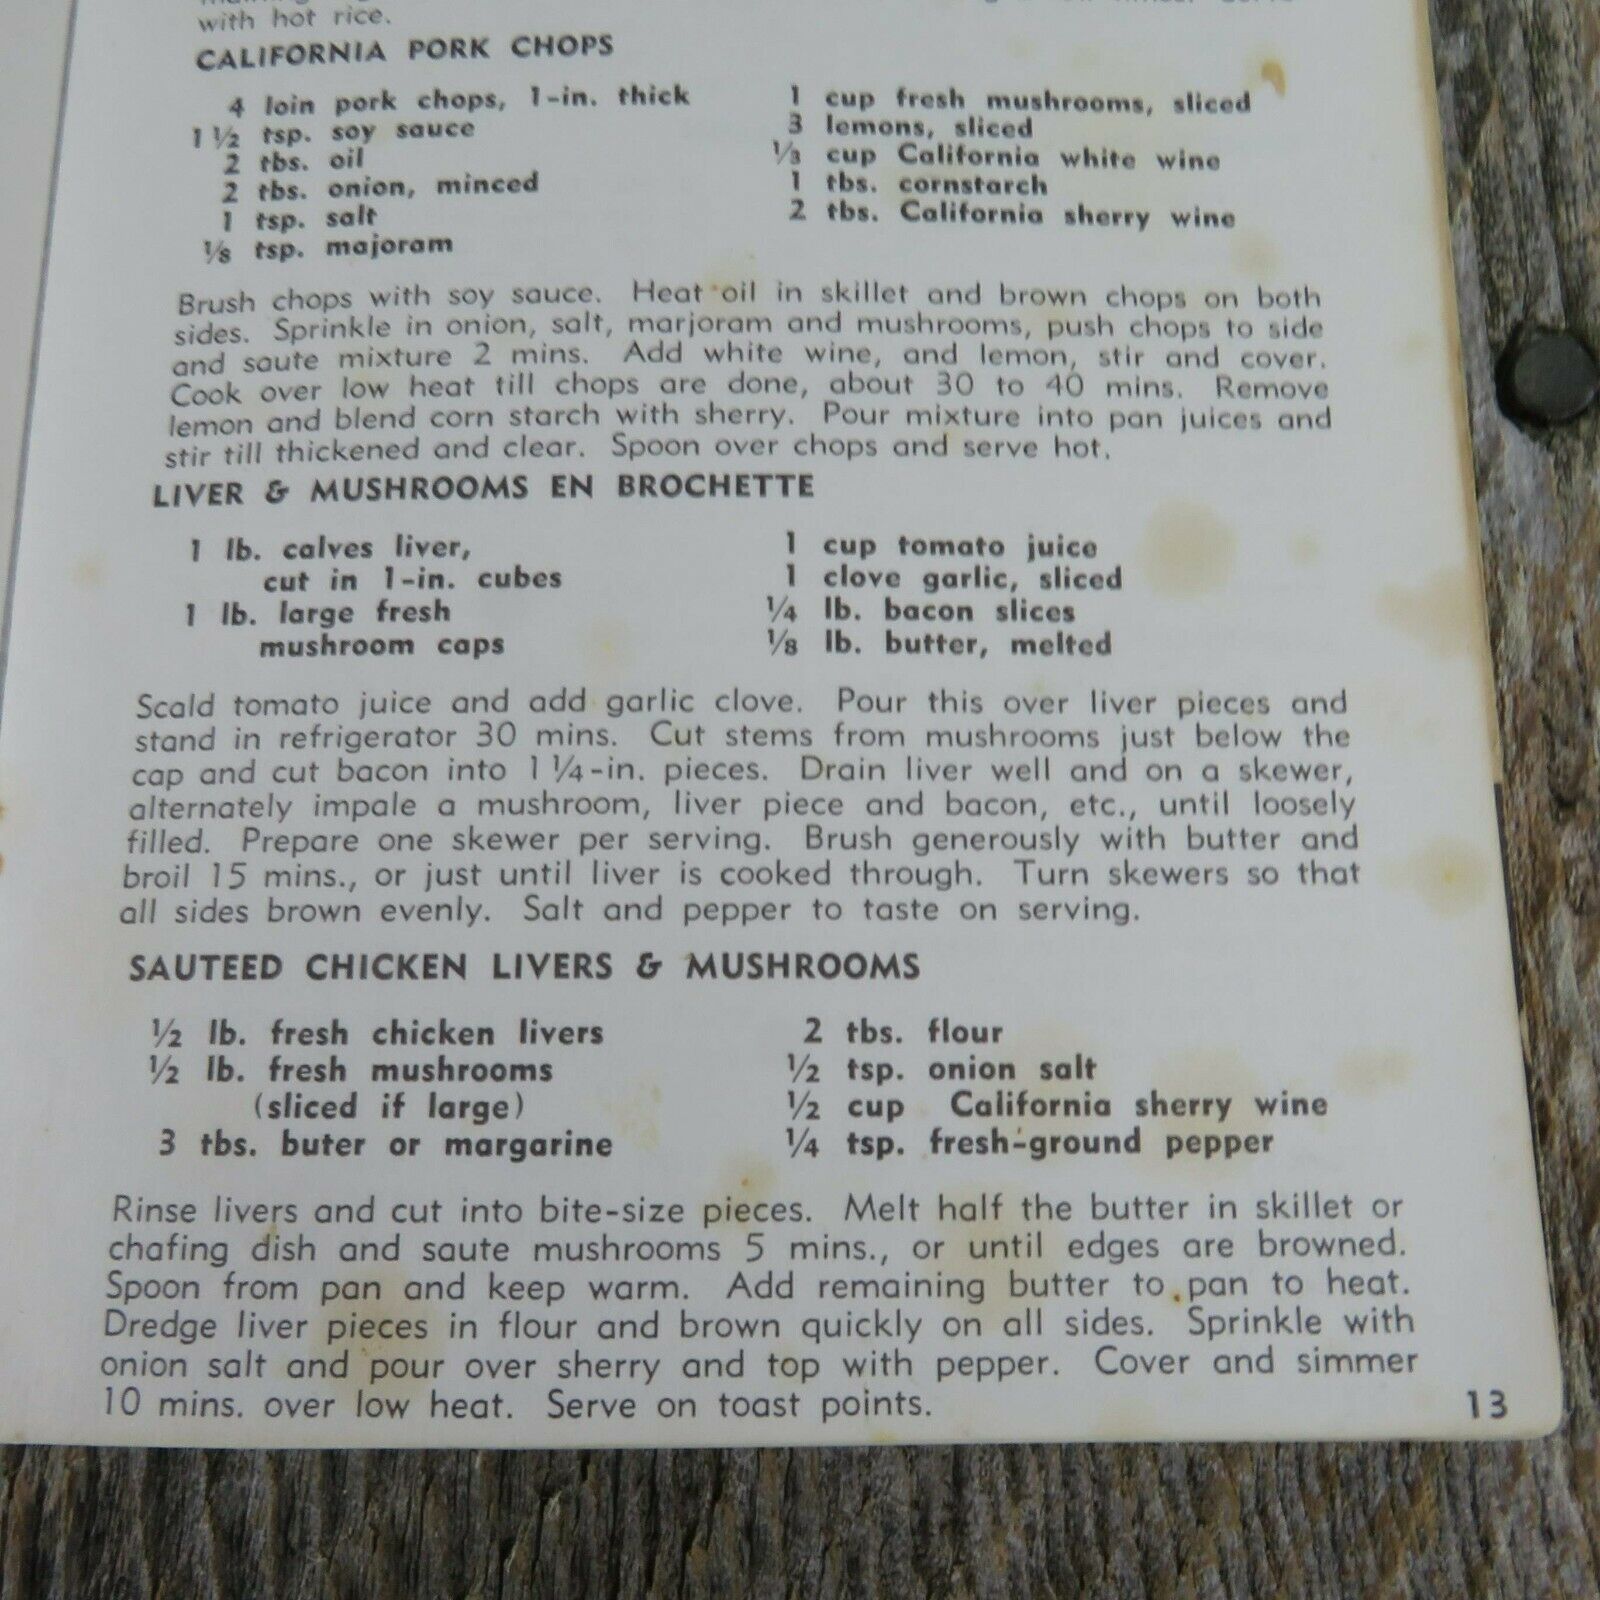 with hot rice.
CALIFORNIA PORK CHOPS
4 loin pork chops, 1-in. thick
1 ½ tsp. soy sauce
2 tbs. oil
2 tbs. onion, minced
1 tsp. salt
⅛ tsp. majoram
1 cup fresh mushrooms, sliced
3 lemons, sliced
⅓ cup California white wine
1 tbs. cornstarch
2 tbs. California sherry wine
Brush chops with soy sauce. Heat oil in skillet and brown chops on both
sides. Sprinkle in onion, salt, marjoram and mushrooms, push chops to side
and saute mixture 2 mins. Add white wine, and lemon, stir and cover.
Cook over low heat till chops are done, about 30 to 40 mins. Remove
lemon and blend corn starch with sherry. Pour mixture into pan juices and
stir till thickened and clear. Spoon over chops and serve hot.
LIVER & MUSHROOMS EN BROCHETTE
1 lb. calves liver,
cut in 1-in. cubes
1 lb. large fresh
mushroom caps
1 cup tomato juice
1 clove garlic, sliced
¼ lb. bacon slices
⅛ lb. butter, melted
Scald tomato juice and add garlic clove. Pour this over liver pieces and
stand in refrigerator 30 mins. Cut stems from mushrooms just below the
cap and cut bacon into 1 ¼-in. pieces. Drain liver well and on a skewer,
alternately impale a mushroom, liver piece and bacon, etc., until loosely
filled. Prepare one skewer per serving. Brush generously with butter and
broil 15 mins., or just until liver is cooked through. Turn skewers so that
all sides brown evenly. Salt and pepper to taste on serving.
SAUTEED CHICKEN LIVERS & MUSHROOMS
½ lb. fresh chicken livers
½ lb. fresh mushrooms
(sliced if large)
3 tbs. buter or margarine
2 tbs. flour
½ tsp. onion salt
½ cup California sherry wine
¼ tsp. fresh-ground pepper
Rinse livers and cut into bite-size pieces. Melt half the butter in skillet or
chafing dish and saute mushrooms 5 mins., or until edges are browned.
Spoon from pan and keep warm. Add remaining butter to pan to heat.
Dredge liver pieces in flour and brown quickly on all sides. Sprinkle with
onion salt and pour over sherry and top with pepper. Cover and simmer
10 mins. over low heat. Serve on toast points.
13